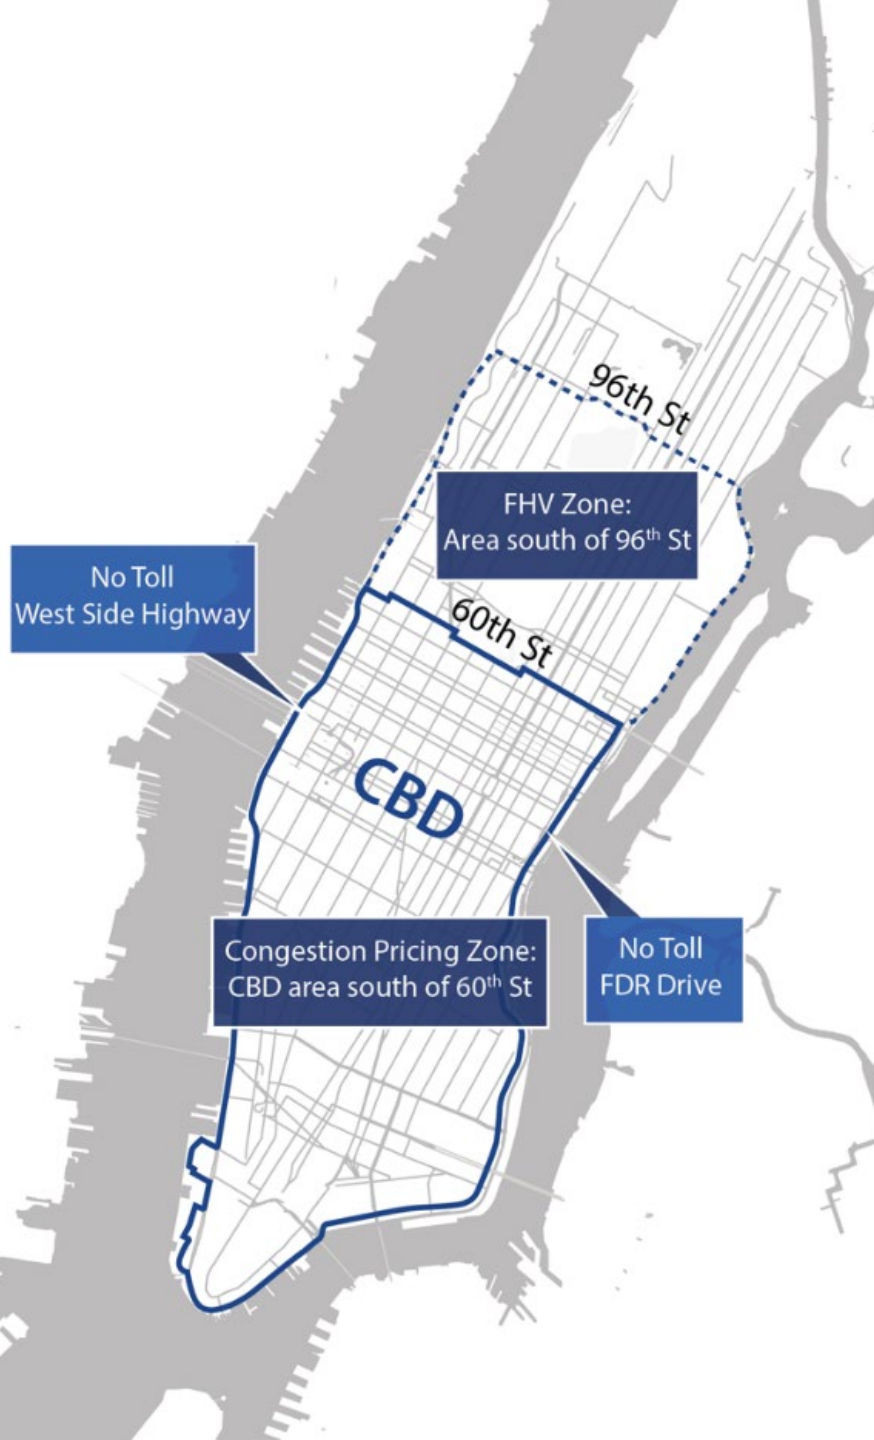 96th St
FHV Zone:
Area south of 96th St
No Toll
West Side Highway
60th St
CBD
Congestion Pricing Zone:
CBD area south of 60th St
No Toll
FDR Drive